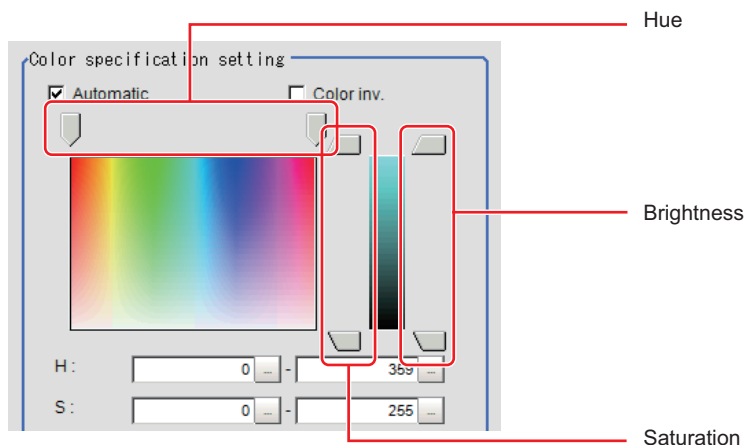 Hue
Color specification setting
Automatic
Color inv.
Brightness
H : 0 ... - 359 ...
S : 0 ... - 255 ...
Saturation